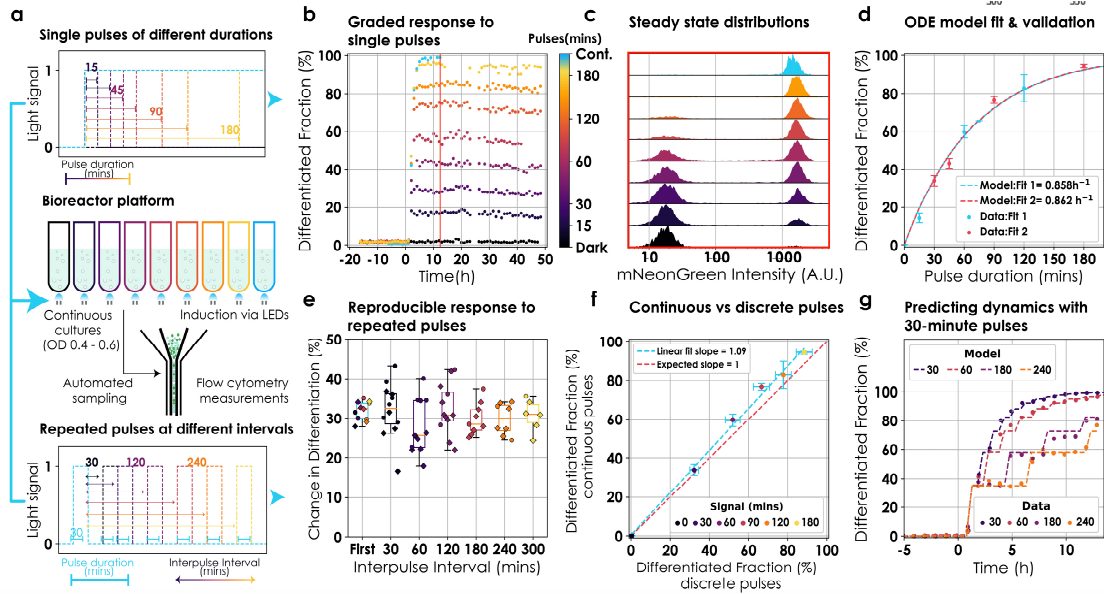 a
Single pulses of different durations
Light signal
1
0
15
45
90
180
Pulse duration
(mins)
Bioreactor platform
Continuous
cultures
(OD 0.4 - 0.6)
Induction via LEDs
Automated
sampling
Flow cytometry
measurements
Repeated pulses at different intervals
Light signal
1
0
30
120
240
30
Pulse duration
(mins)
Interpulse Interval
(mins)
b
Graded response to
single pulses
Pulses(mins)
Differentiated Fraction (%)
100
80
60
40
20
0
-20
-10
0
10
20
30
40
50
Time(h)
Cont.
180
120
60
30
15
Dark
c
Steady state distributions
10
100
1000
mNeonGreen Intensity (A.U.)
d
ODE model fit & validation
Differentiated Fraction (%)
100
80
60
40
20
0
Model:Fit 1= 0.858h⁻¹
Model:Fit 2= 0.862 h⁻¹
Data:Fit 1
Data:Fit 2
0
30
60
90
120
150
180
Pulse duration (mins)
e
Reproducible response to
repeated pulses
Change in Differentiation (%)
50
40
30
20
10
0
First
30
60
120
180
240
300
Interpulse Interval (mins)
f
Continuous vs discrete pulses
Differentiated Fraction (%)
continuous pulses
100
80
60
40
20
0
Linear fit slope = 1.09
Expected slope = 1
Signal (mins)
0
30
60
90
120
180
0
20
40
60
80
100
Differentiated Fraction (%)
discrete pulses
g
Predicting dynamics with
30-minute pulses
Differentiated Fraction (%)
100
80
60
40
20
0
Model
30
60
180
240
Data
30
60
180
240
-5
0
5
10
Time (h)